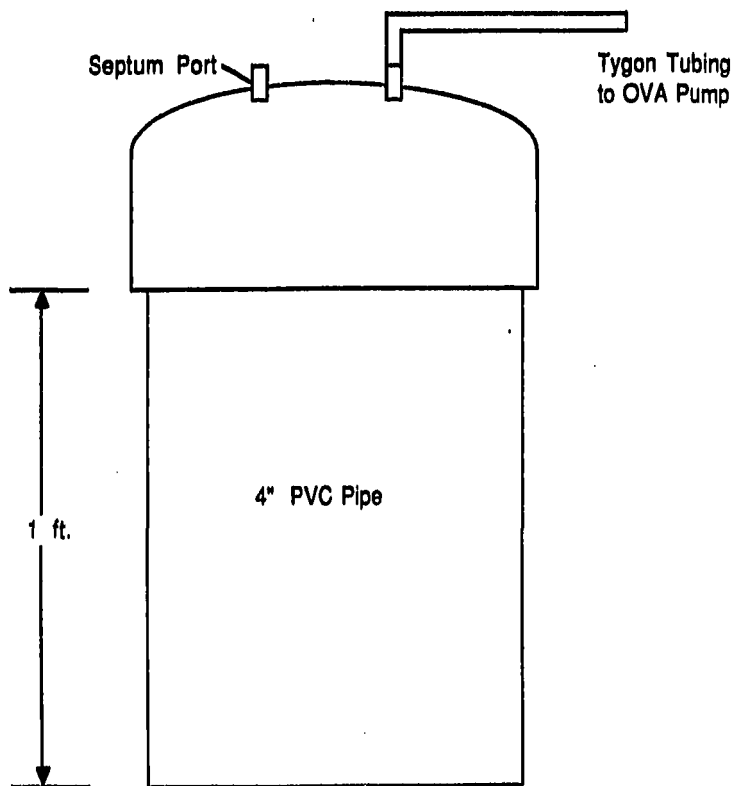 Septum Port
Tygon Tubing
to OVA Pump
4" PVC Pipe
1 ft.